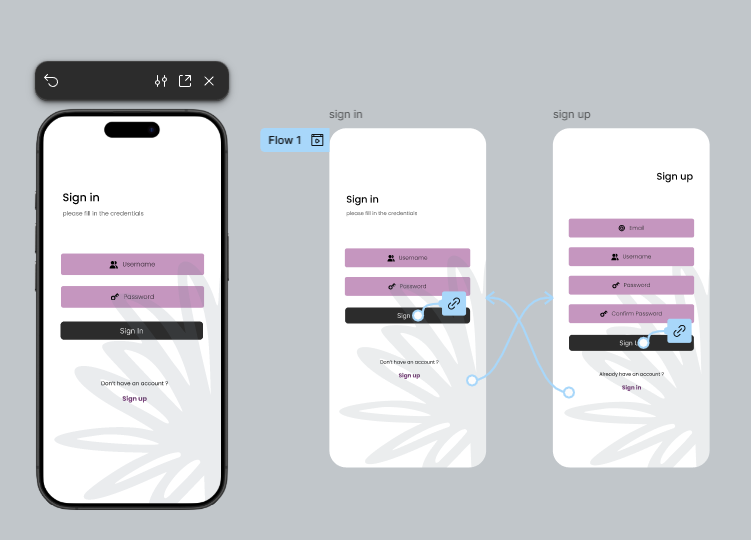 Sign in
please fill in the credentials
Username
Password
Sign In
Don't have an account ?
Sign up
sign in
Flow 1
Sign in
please fill in the credentials
Username
Password
Sign
Don't have an account ?
Sign up
sign up
Sign up
Email
Username
Password
Confirm Password
Sign
Already have an account ?
Sign in